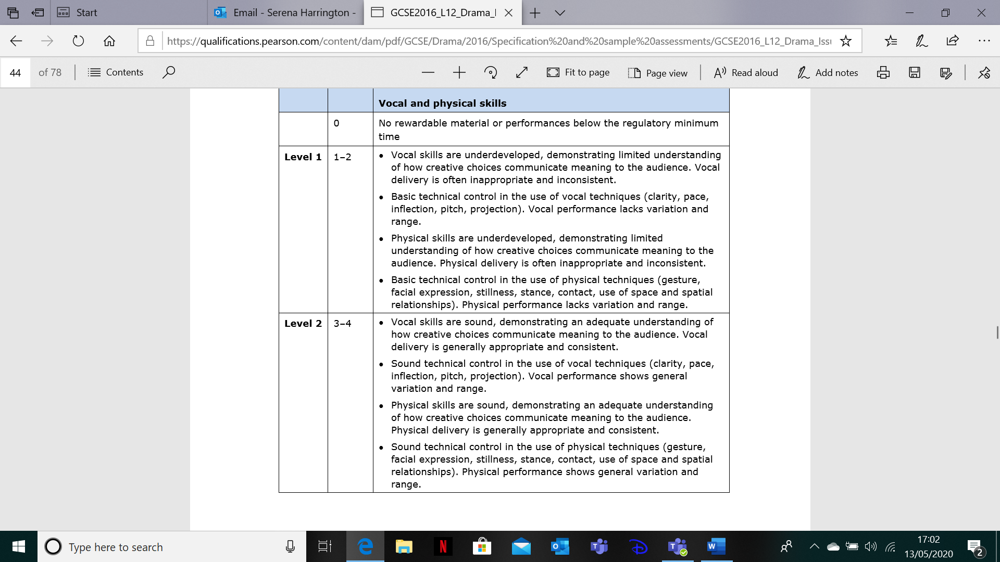 Start
Email - Serena Harrington -
GCSE2016_L12_Drama_I
https://qualifications.pearson.com/content/dam/pdf/GCSE/Drama/2016/Specification%20and%20sample%20assessments/GCSE2016_L12_Drama_Issu
44 of 78
Contents
Fit to page
Page view
Read aloud
Add notes
Vocal and physical skills
0
No rewardable material or performances below the regulatory minimum
time
Level 1
1–2
• Vocal skills are underdeveloped, demonstrating limited understanding
of how creative choices communicate meaning to the audience. Vocal
delivery is often inappropriate and inconsistent.
• Basic technical control in the use of vocal techniques (clarity, pace,
inflection, pitch, projection). Vocal performance lacks variation and
range.
• Physical skills are underdeveloped, demonstrating limited
understanding of how creative choices communicate meaning to the
audience. Physical delivery is often inappropriate and inconsistent.
• Basic technical control in the use of physical techniques (gesture,
facial expression, stillness, stance, contact, use of space and spatial
relationships). Physical performance lacks variation and range.
Level 2
3–4
• Vocal skills are sound, demonstrating an adequate understanding of
how creative choices communicate meaning to the audience. Vocal
delivery is generally appropriate and consistent.
• Sound technical control in the use of vocal techniques (clarity, pace,
inflection, pitch, projection). Vocal performance shows general
variation and range.
• Physical skills are sound, demonstrating an adequate understanding
of how creative choices communicate meaning to the audience.
Physical delivery is generally appropriate and consistent.
• Sound technical control in the use of physical techniques (gesture,
facial expression, stillness, stance, contact, use of space and spatial
relationships). Physical performance shows general variation and
range.
Type here to search
17:02
13/05/2020
2